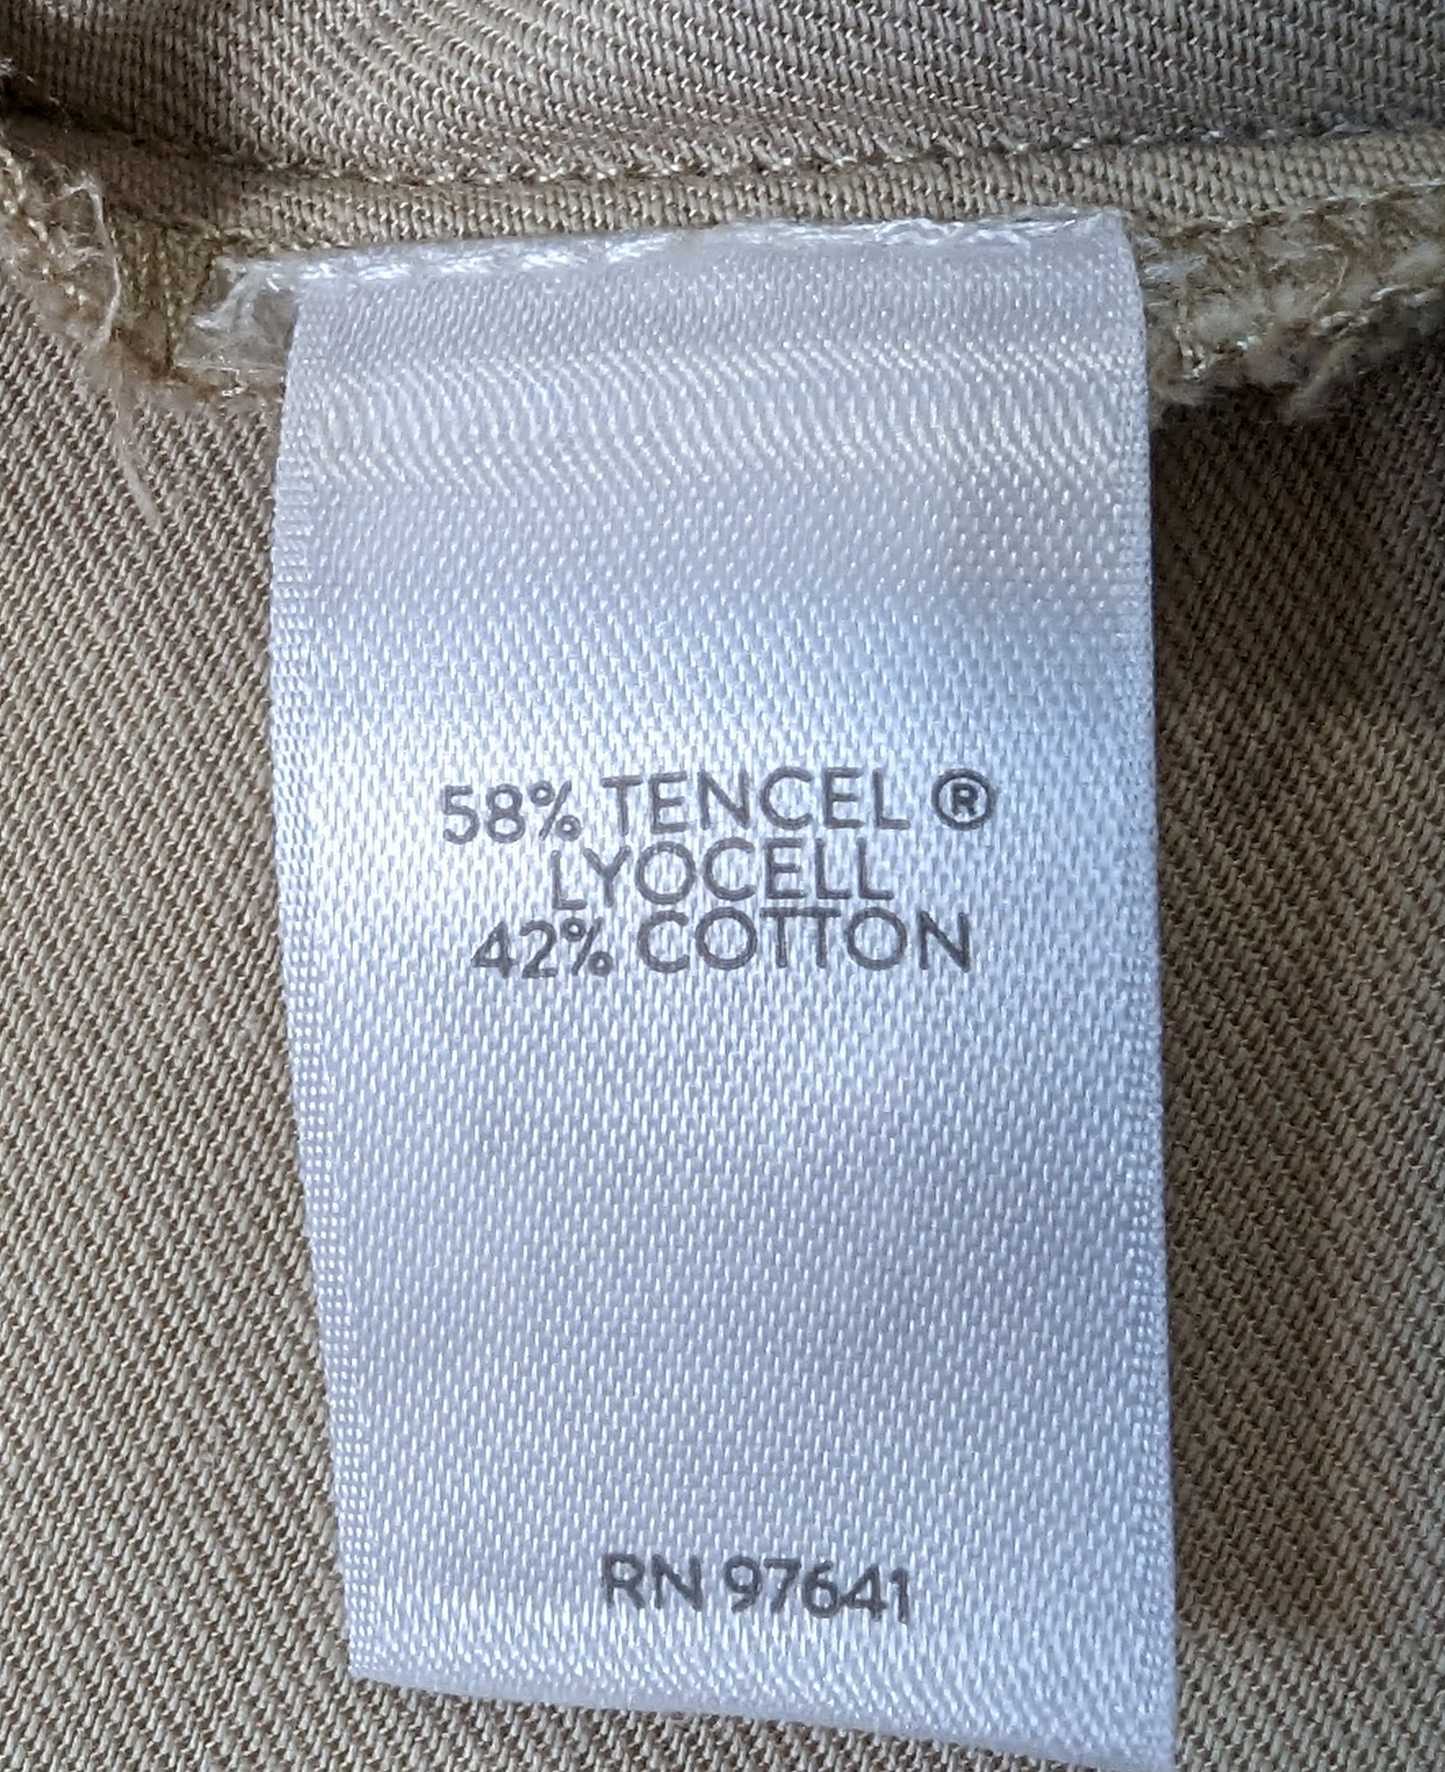 58% TENCEL ®
LYOCELL
42% COTTON
RN 97641